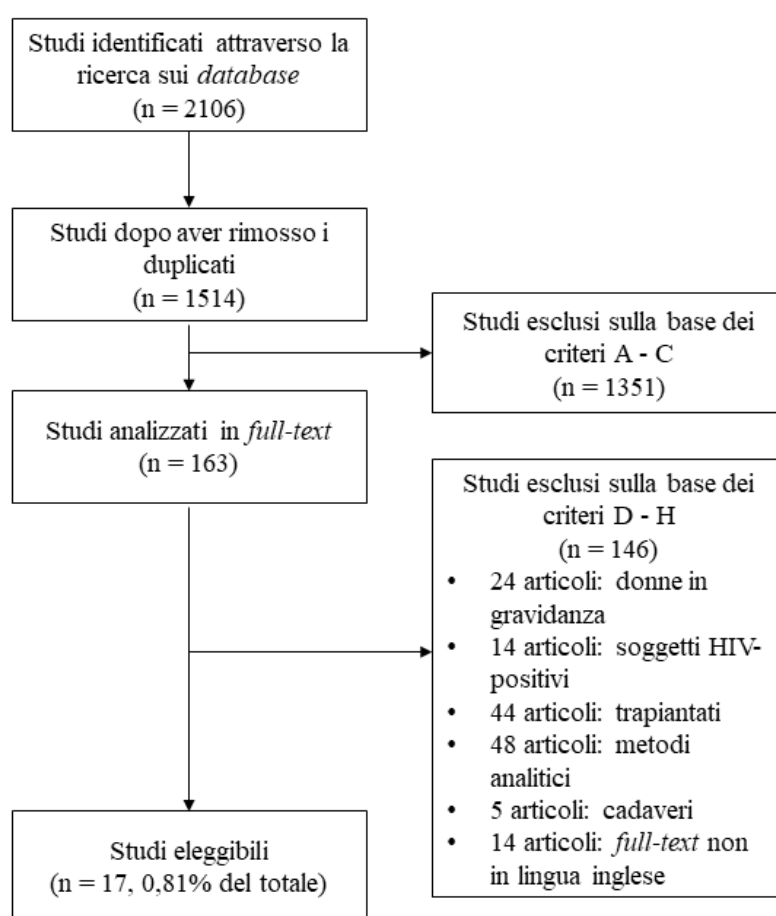 Studi identificati attraverso la
ricerca sui database
(n = 2106)
Studi dopo aver rimosso i
duplicati
(n = 1514)
Studi esclusi sulla base dei
criteri A - C
(n = 1351)
Studi analizzati in full-text
(n = 163)
Studi esclusi sulla base dei
criteri D - H
(n = 146)
• 24 articoli: donne in
gravidanza
• 14 articoli: soggetti HIV-
positivi
• 44 articoli: trapiantati
• 48 articoli: metodi
analitici
• 5 articoli: cadaveri
• 14 articoli: full-text non
in lingua inglese
Studi eleggibili
(n = 17, 0,81% del totale)